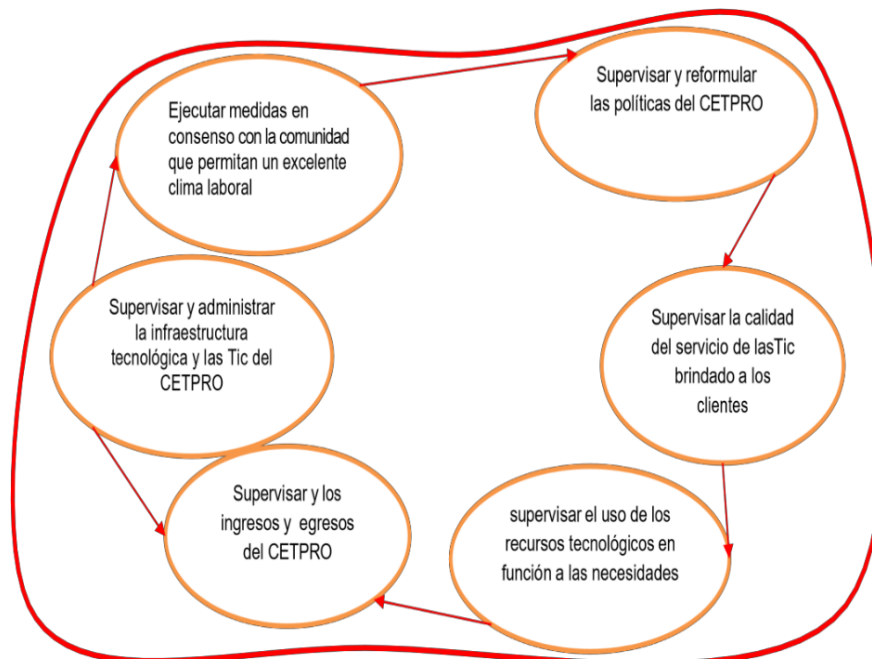 Ejecutar medidas en
consenso con la comunidad
que permitan un excelente
clima laboral
Supervisar y reformular
las políticas del CETPRO
Supervisar y administrar
la infraestructura
tecnológica y las Tic del
CETPRO
Supervisar la calidad
del servicio de lasTic
brindado a los
clientes
Supervisar y los
ingresos y egresos
del CETPRO
supervisar el uso de los
recursos tecnológicos en
función a las necesidades